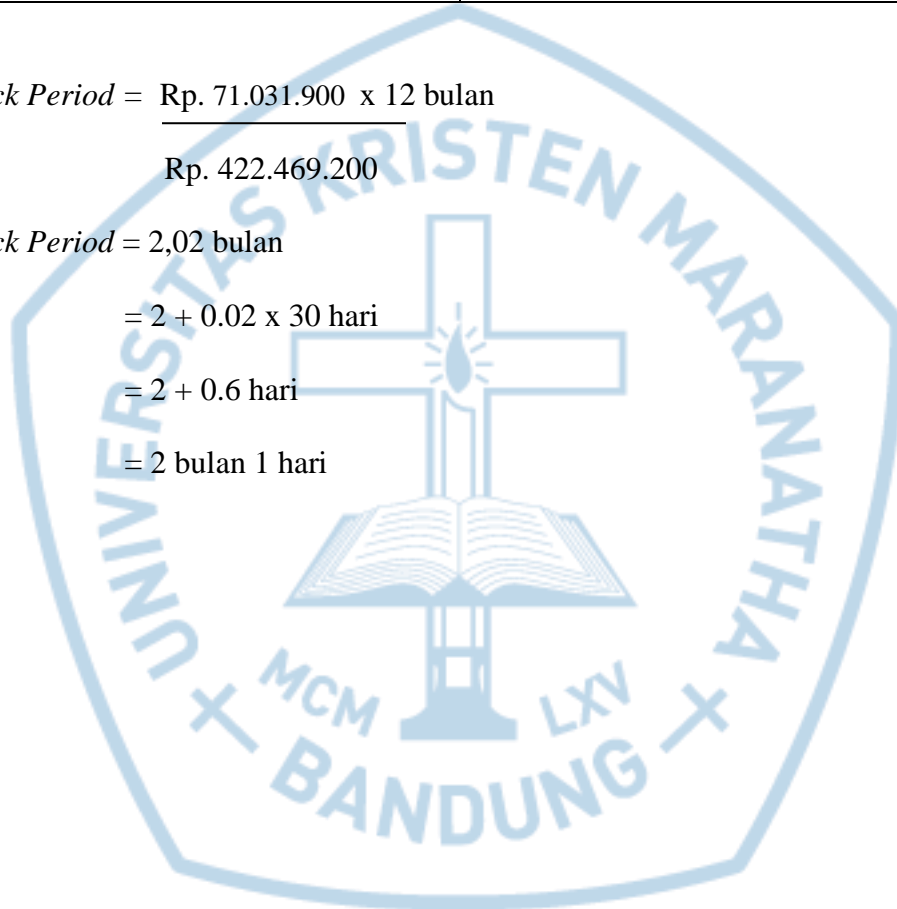 ck Period = Rp. 71.031.900 x 12 bulan
Rp. 422.469.200
ck Period = 2,02 bulan
= 2 + 0.02 x 30 hari
= 2 + 0.6 hari
= 2 bulan 1 hari
UNIVERSITAS KRISTEN MARANATHA
MCM LXV
BANDUNG